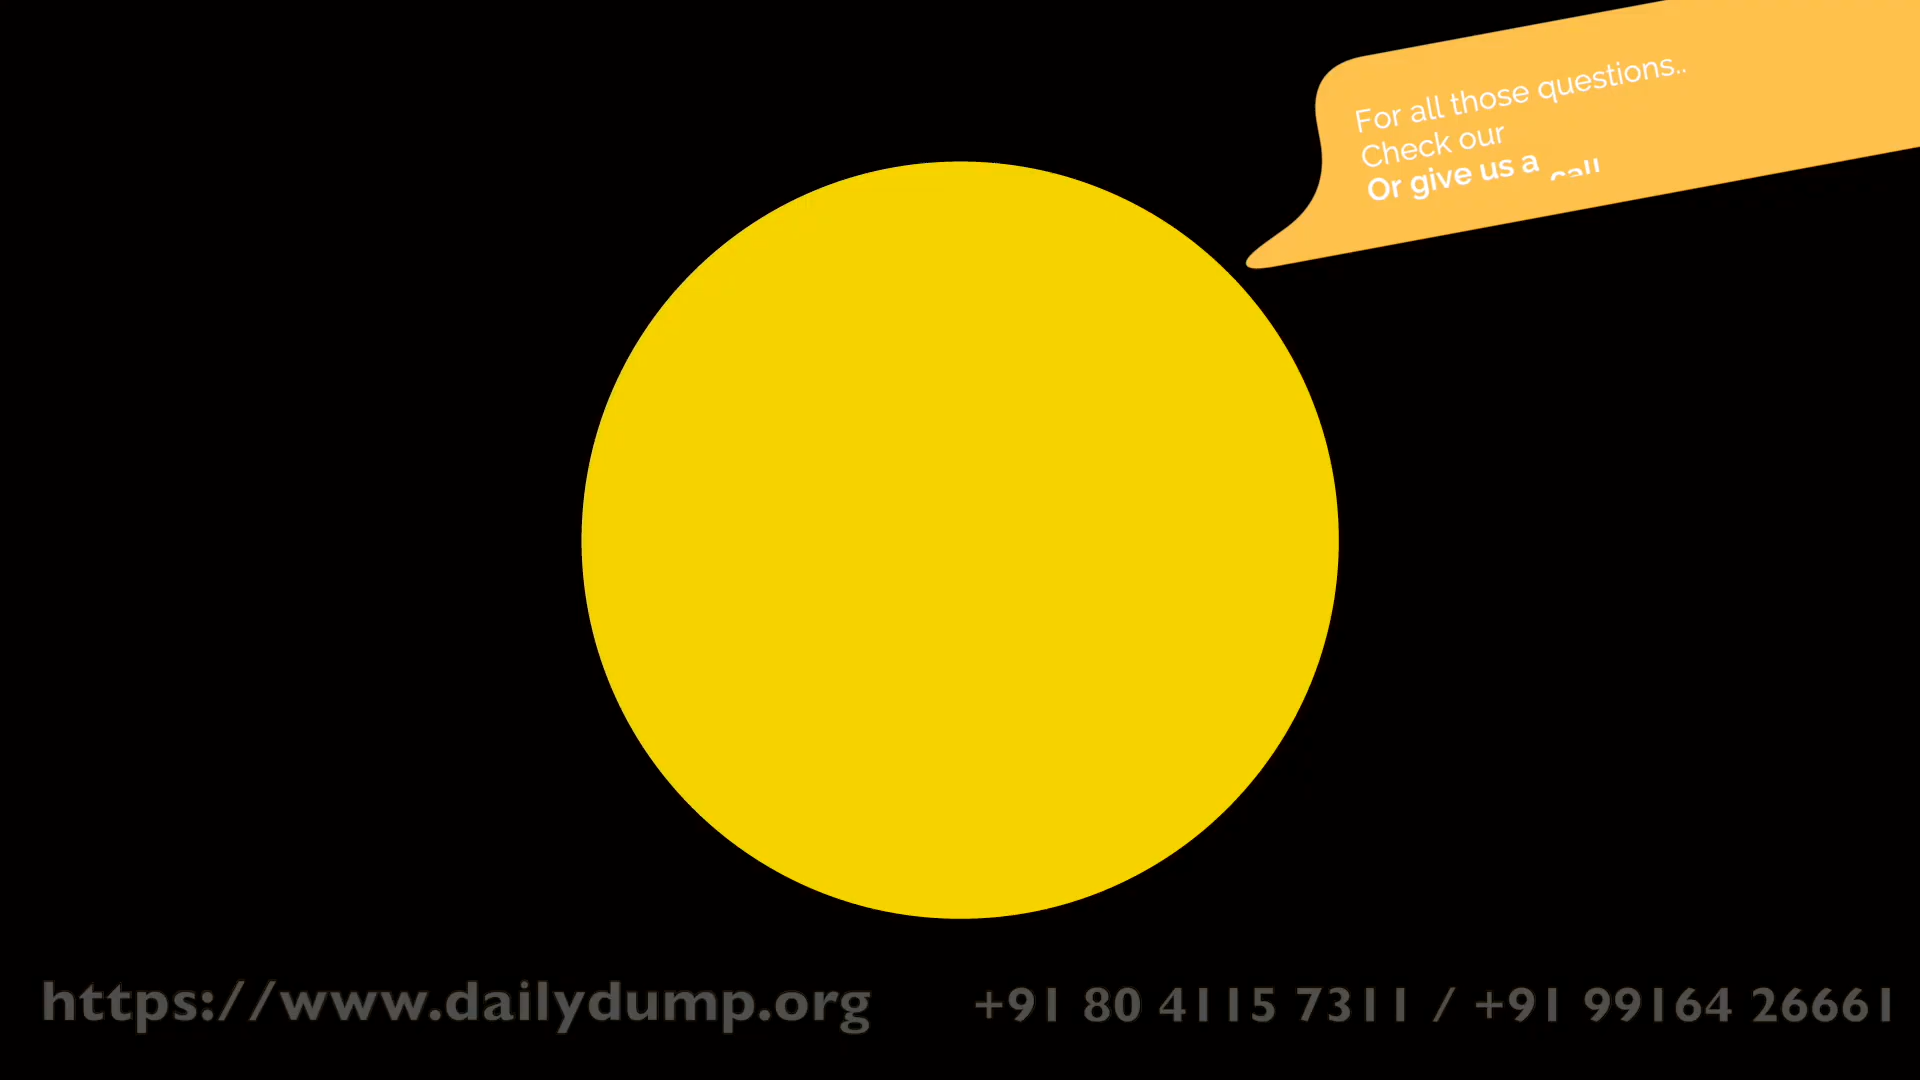 For all those questions..
Check our
Or give us a call
https://www.dailydump.org
+91 80 4115 7311 / +91 99164 26661